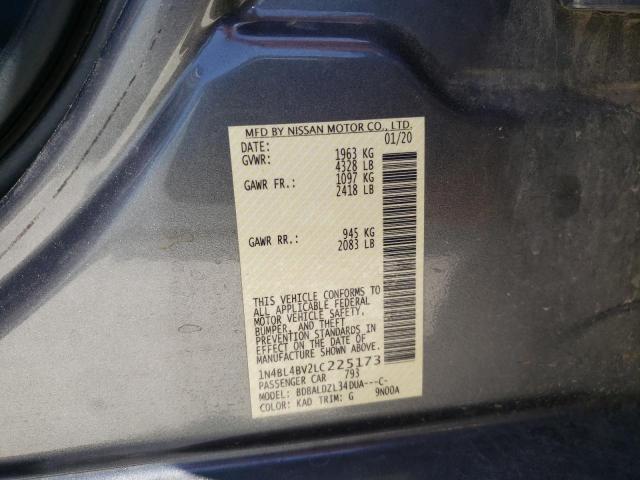 MFD BY NISSAN MOTOR CO., LTD.
DATE: 01/20
GVWR: 1963 KG
4328 LB
GAWR FR.: 1097 KG
2418 LB
GAWR RR.: 945 KG
2083 LB
THIS VEHICLE CONFORMS TO
ALL APPLICABLE FEDERAL
MOTOR VEHICLE SAFETY,
BUMPER, AND THEFT
PREVENTION STANDARDS IN
EFFECT ON THE DATE OF
MANUFACTURE SHOWN ABOVE.
1N4BL4BV2LC225173
PASSENGER CAR 793
MODEL: BDBALDZL34DUA---C-
COLOR: KAD TRIM: G 9N00A